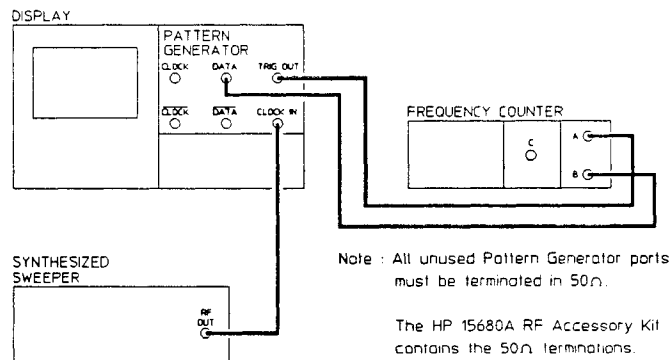 DISPLAY
PATTERN
GENERATOR
CLOCK DATA TRIG OUT
CLOCK DATA CLOCK IN
FREQUENCY COUNTER
A
C
B
SYNTHESIZED
SWEEPER
RF
OUT
Note : All unused Pattern Generator ports
must be terminated in 50Ω.
The HP 15680A RF Accessory Kit
contains the 50Ω terminations.